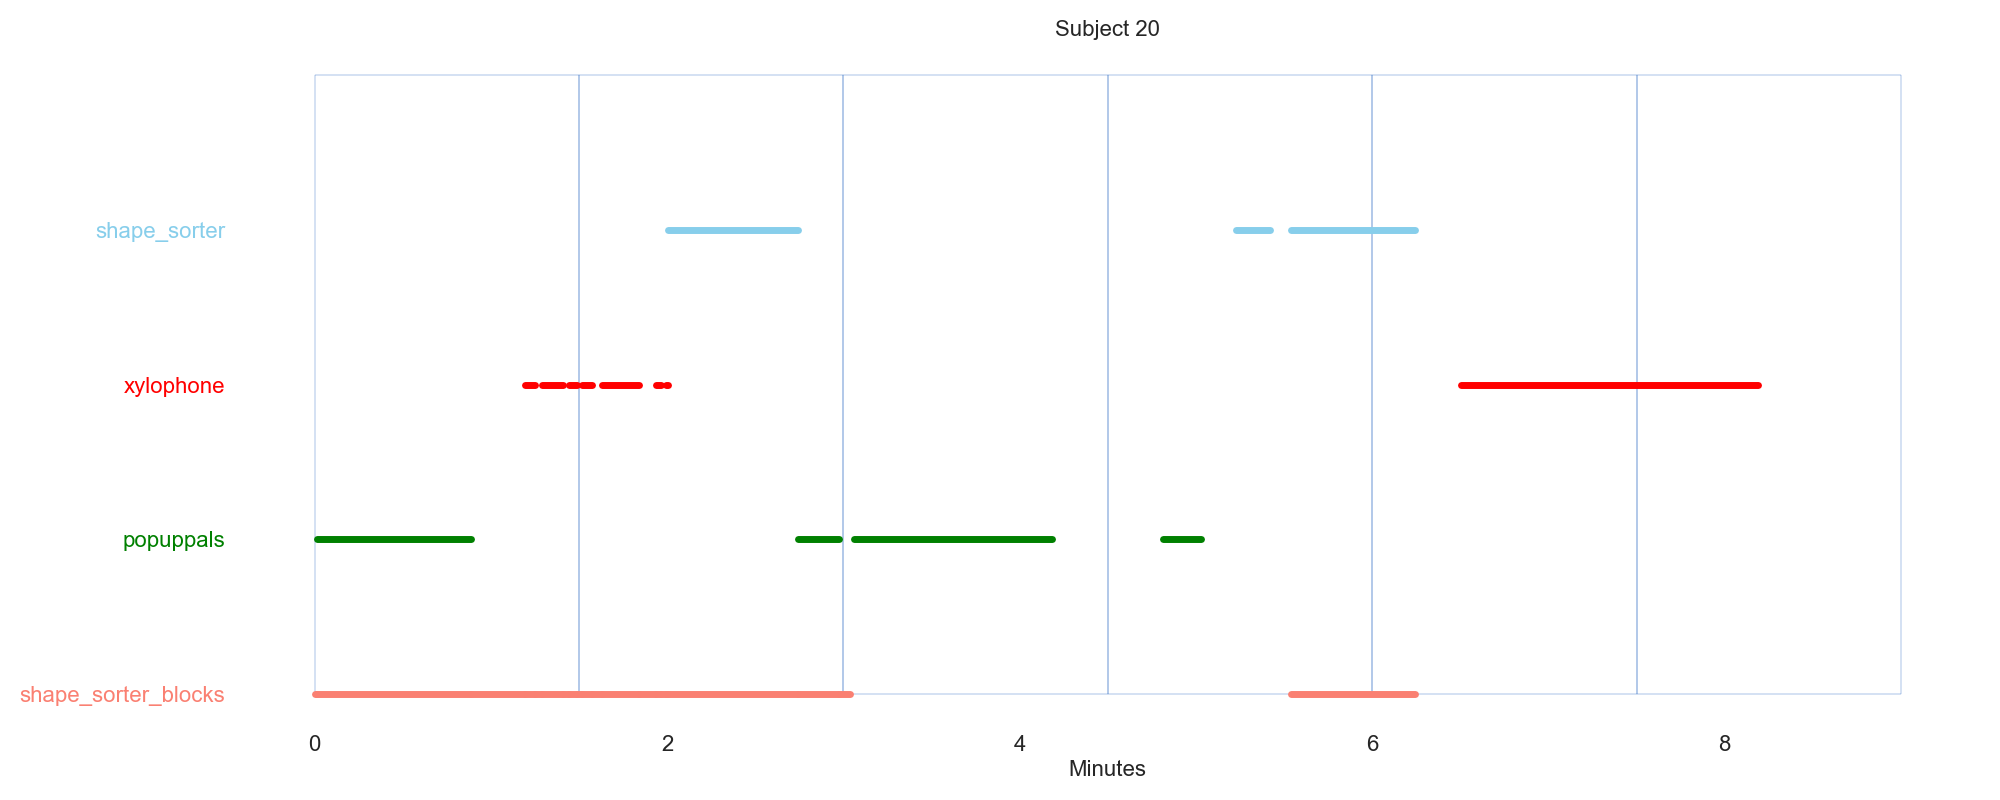 Subject 20
shape_sorter
xylophone
popuppals
shape_sorter_blocks
0 2 4 6 8
Minutes